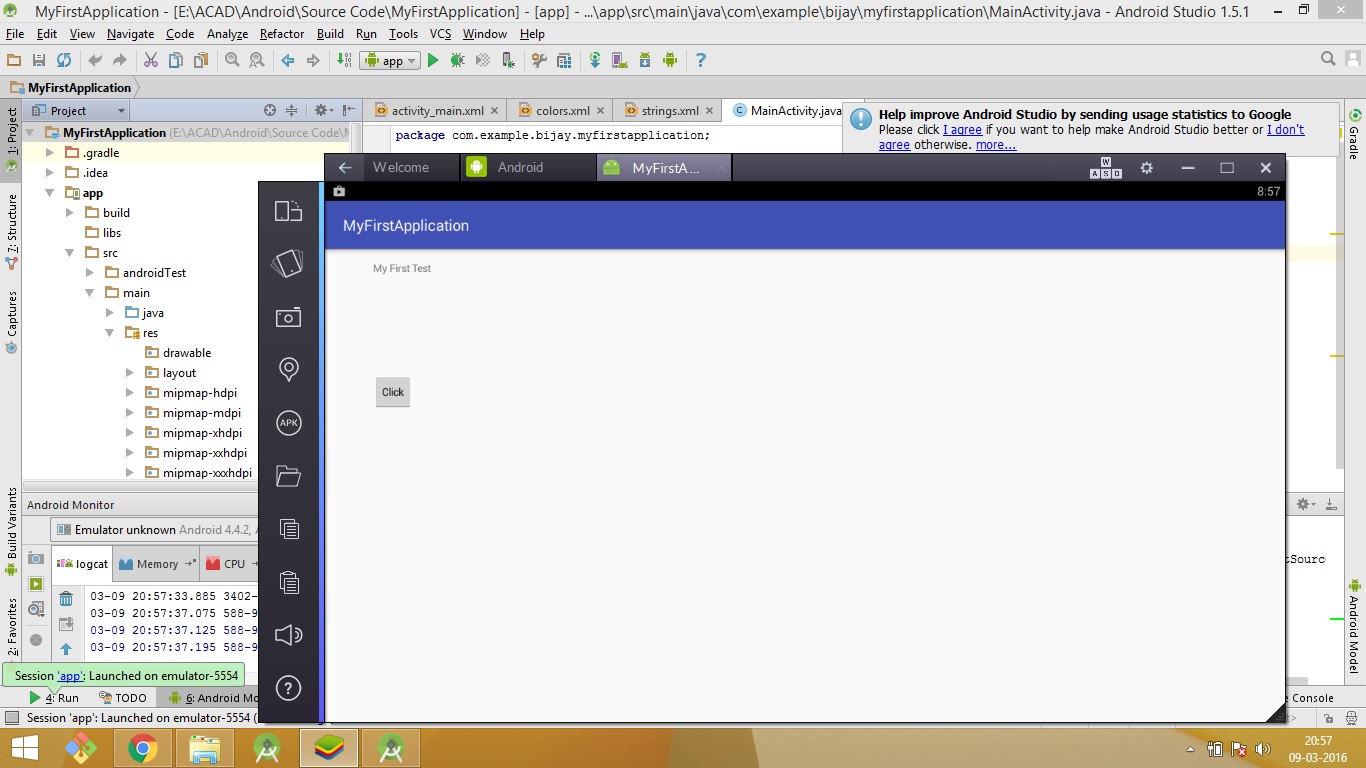 MyFirstApplication - [E:\ACAD\Android\Source Code\MyFirstApplication] - [app] - ...\app\src\main\java\com\example\bijay\myfirstapplication\MainActivity.java - Android Studio 1.5.1
File Edit View Navigate Code Analyze Refactor Build Run Tools VCS Window Help
app
MyFirstApplication
1: Project
7: Structure
Captures
Build Variants
2: Favorites
Project
activity_main.xml
colors.xml
strings.xml
MainActivity.java
MyFirstApplication (E:\ACAD\Android\Source Code\M
.gradle
.idea
app
build
libs
src
androidTest
main
java
res
drawable
layout
mipmap-hdpi
mipmap-mdpi
mipmap-xhdpi
mipmap-xxhdpi
mipmap-xxxhdpi
package com.example.bijay.myfirstapplication;
Help improve Android Studio by sending usage statistics to Google
Please click I agree if you want to help make Android Studio better or I don't
agree otherwise. more...
Gradle
Android Model
Welcome
Android
MyFirstA...
W
A S D
8:57
MyFirstApplication
My First Test
Click
APK
?
Android Monitor
Emulator unknown Android 4.4.2, A
logcat
Memory
CPU
03-09 20:57:33.885 3402-
03-09 20:57:37.075 588-9
03-09 20:57:37.125 588-9
03-09 20:57:37.195 588-9
tSourc
Session 'app': Launched on emulator-5554
4: Run
TODO
6: Android Mo
e Console
Session 'app': Launched on emulator-5554 (
20:57
09-03-2016